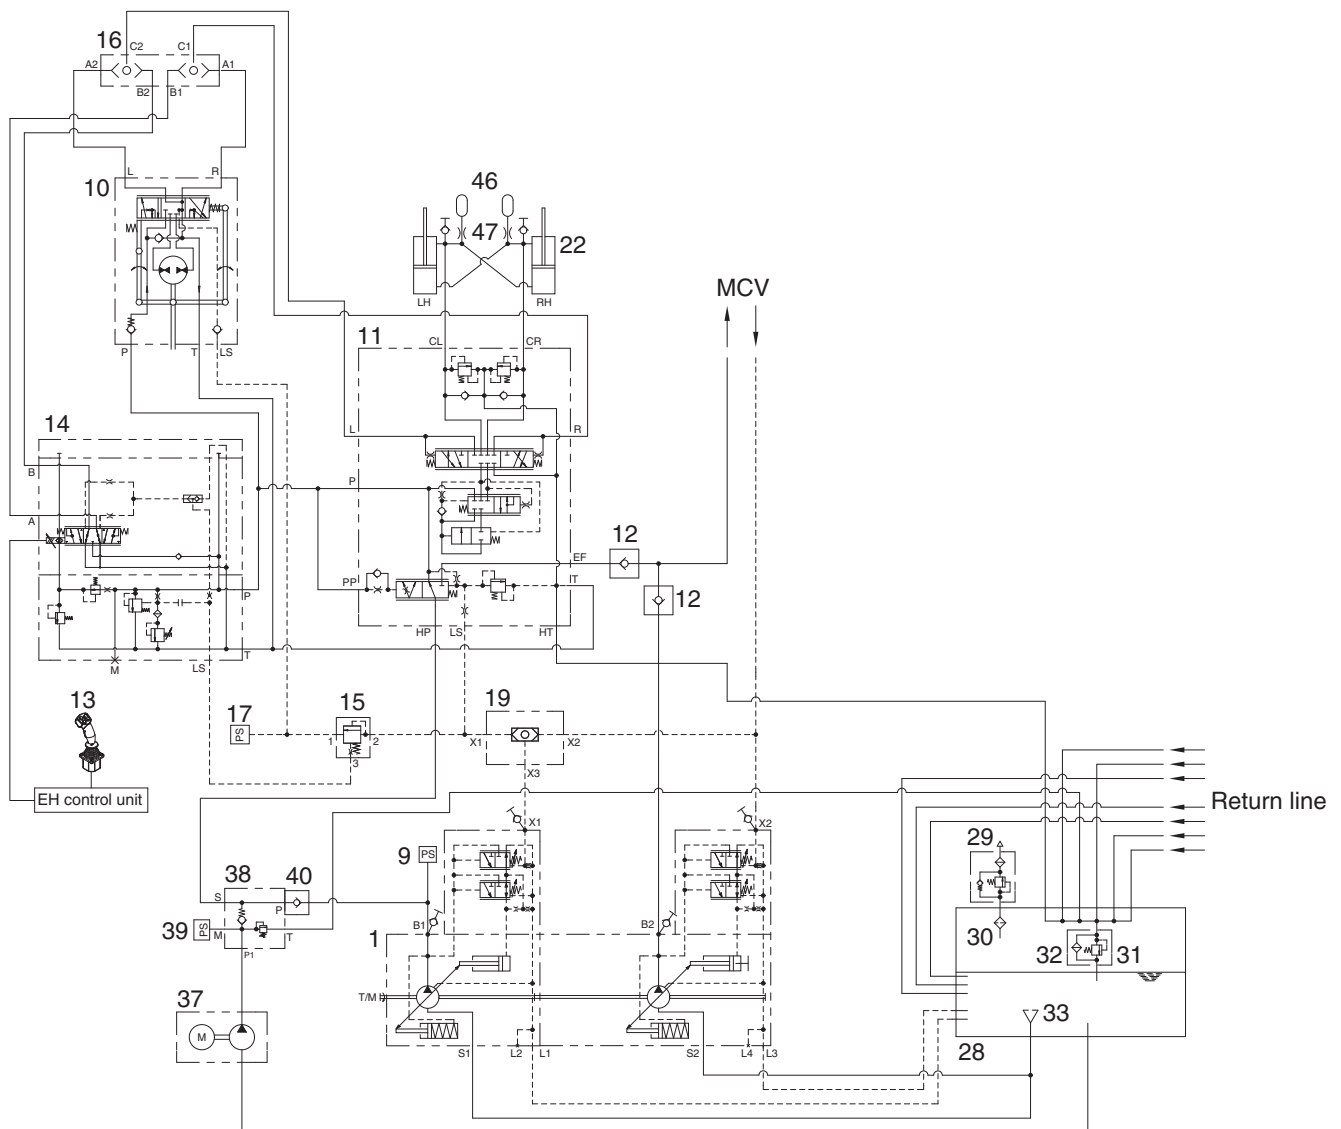 16
C2
C1
A2
A1
B2
B1
L
R
10
46
47
22
LH
RH
MCV
11
CL
CR
P
T
LS
14
L
R
B
P
A
12
EF
PP
T
12
P
HP
LS
HT
T
M
LS
13
17
PS
15
1
2
3
19
X1
X2
X3
EH control unit
Return line
X1
X2
9
PS
29
38
40
S
P
39
PS
M
T
P1
B1
B2
1
30
32
31
T/M
37
M
33
28
S1
L2
L1
S2
L4
L3